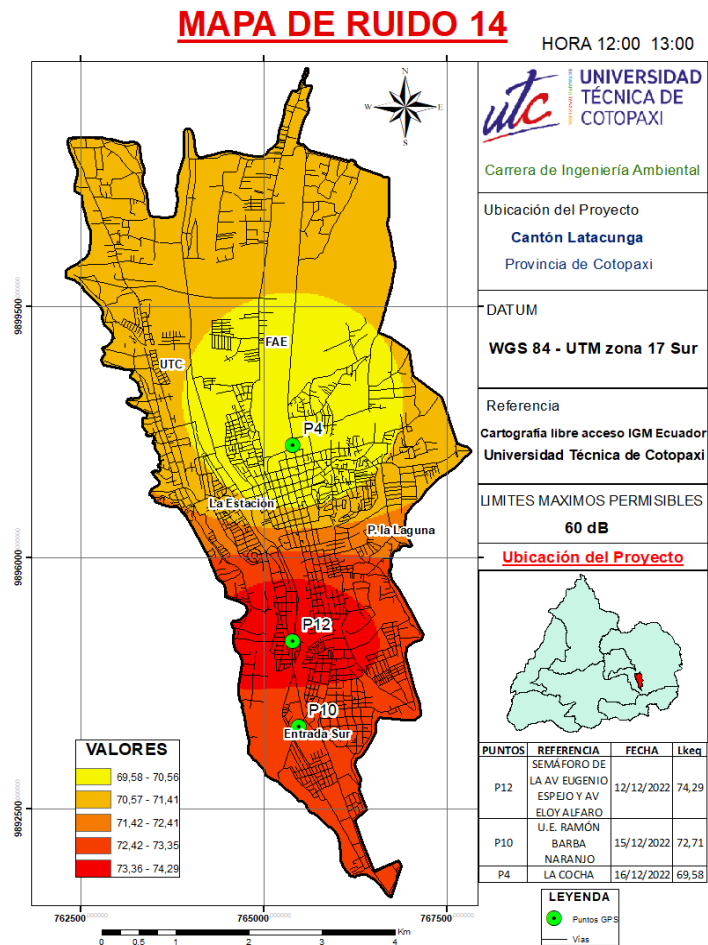 MAPA DE RUIDO 14
HORA 12:00 13:00
N
W
E
S
utc
UNIVERSIDAD
TÉCNICA DE
COTOPAXI
Carrera de Ingeniería Ambiental
Ubicación del Proyecto
Cantón Latacunga
Provincia de Cotopaxi
DATUM
WGS 84 - UTM zona 17 Sur
Referencia
Cartografía libre acceso IGM Ecuador
Universidad Técnica de Cotopaxi
LIMITES MAXIMOS PERMISIBLES
60 dB
Ubicación del Proyecto
9899500
9896000
9892500
FAE
UTC
P4
La Estación
P. la Laguna
P12
P10
Entrada Sur
VALORES
69,58 - 70,56
70,57 - 71,41
71,42 - 72,41
72,42 - 73,35
73,36 - 74,29
762500,000000
765000,000000
767500,000000
0 0.5 1 2 3 4 Km
PUNTOS REFERENCIA FECHA Lkeq
P12 SEMÁFORO DE LA AV EUGENIO ESPEJO Y AV ELOY ALFARO 12/12/2022 74,29
P10 U.E. RAMÓN BARBA NARANJO 15/12/2022 72,71
P4 LA COCHA 16/12/2022 69,58
LEYENDA
Puntos GPS
Vías